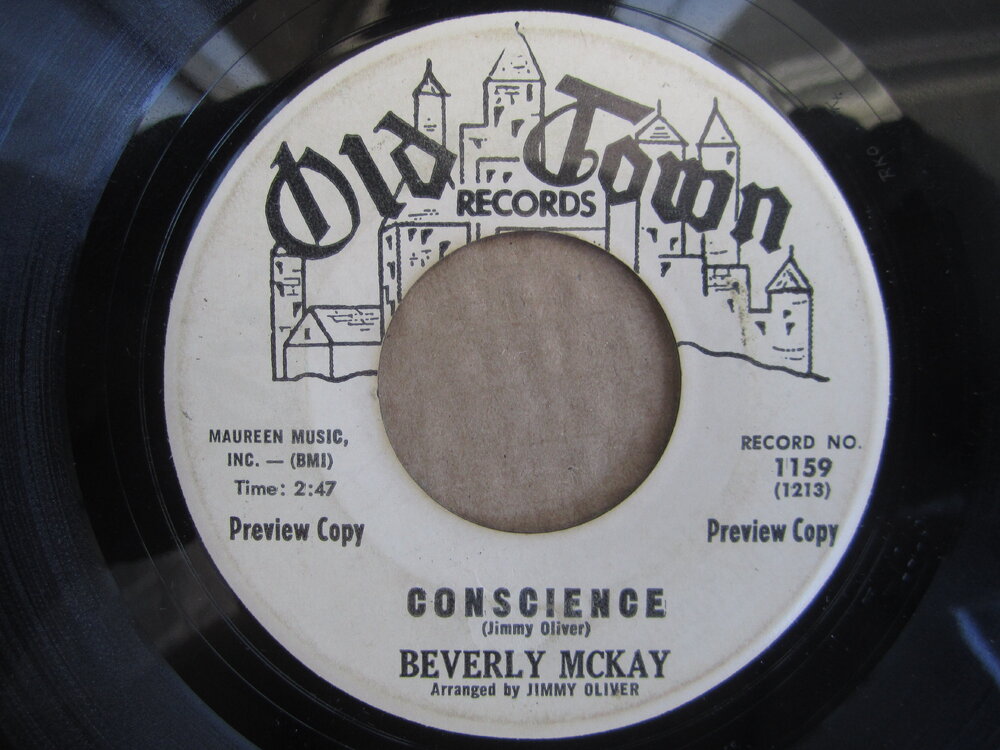 Old Town
RECORDS
MAUREEN MUSIC,
INC. — (BMI)
Time: 2:47
Preview Copy
RECORD NO.
1159
(1213)
Preview Copy
CONSCIENCE
(Jimmy Oliver)
BEVERLY MCKAY
Arranged by JIMMY OLIVER